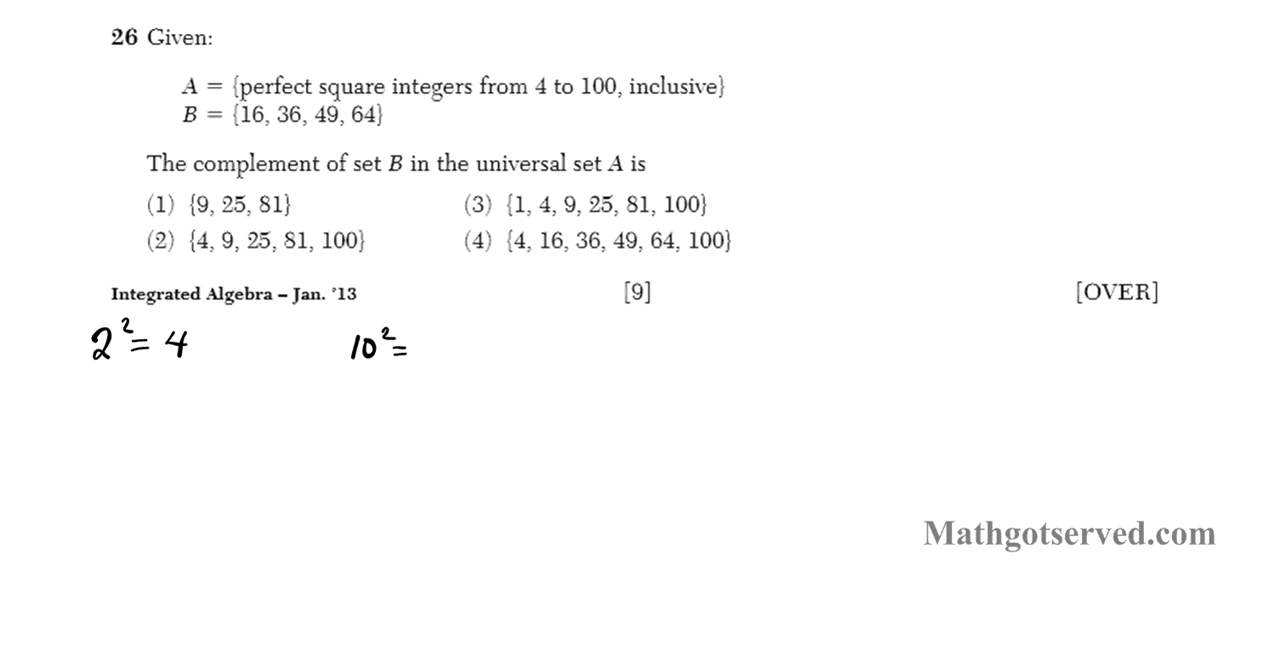 26 Given:
A = {perfect square integers from 4 to 100, inclusive}
B = {16, 36, 49, 64}
The complement of set B in the universal set A is
(1) {9, 25, 81} (3) {1, 4, 9, 25, 81, 100}
(2) {4, 9, 25, 81, 100} (4) {4, 16, 36, 49, 64, 100}
Integrated Algebra – Jan. ’13 [9] [OVER]
2² = 4 10² =
Mathgotserved.com